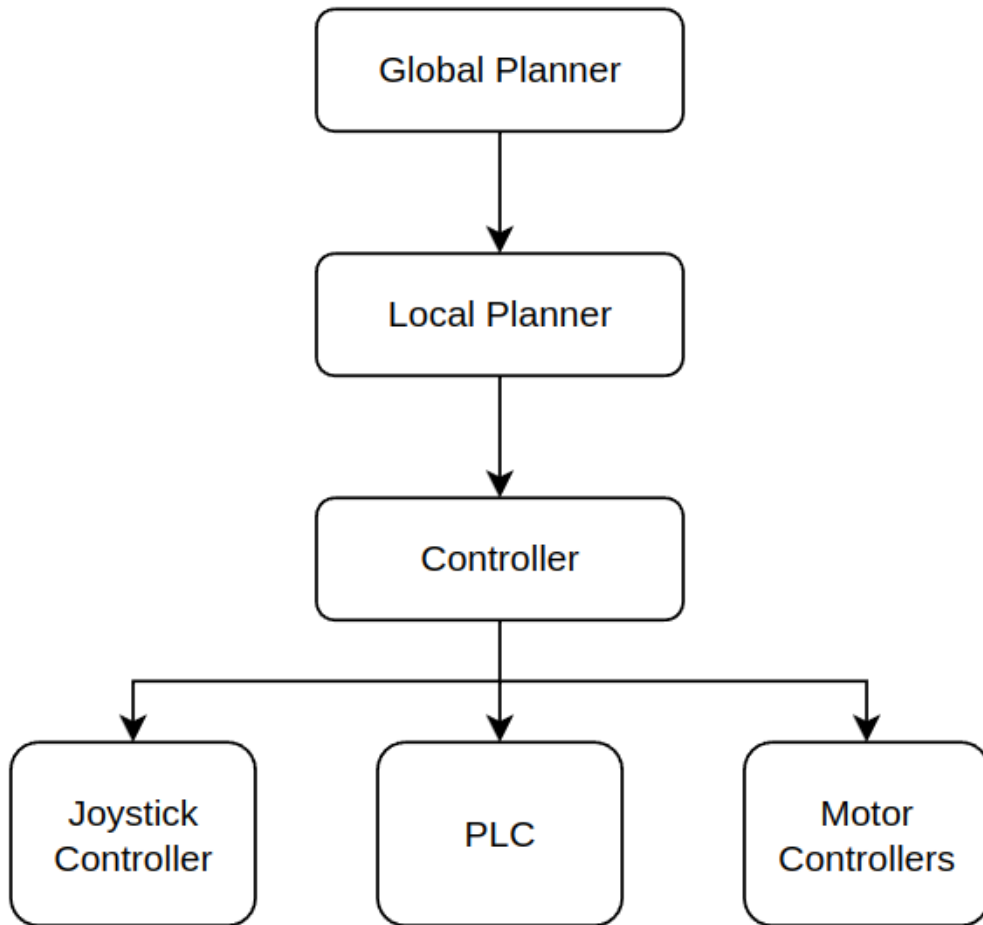 Global Planner
Local Planner
Controller
Joystick
Controller
PLC
Motor
Controllers